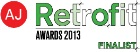 AJ Retrofit
AWARDS 2013
FINALIST